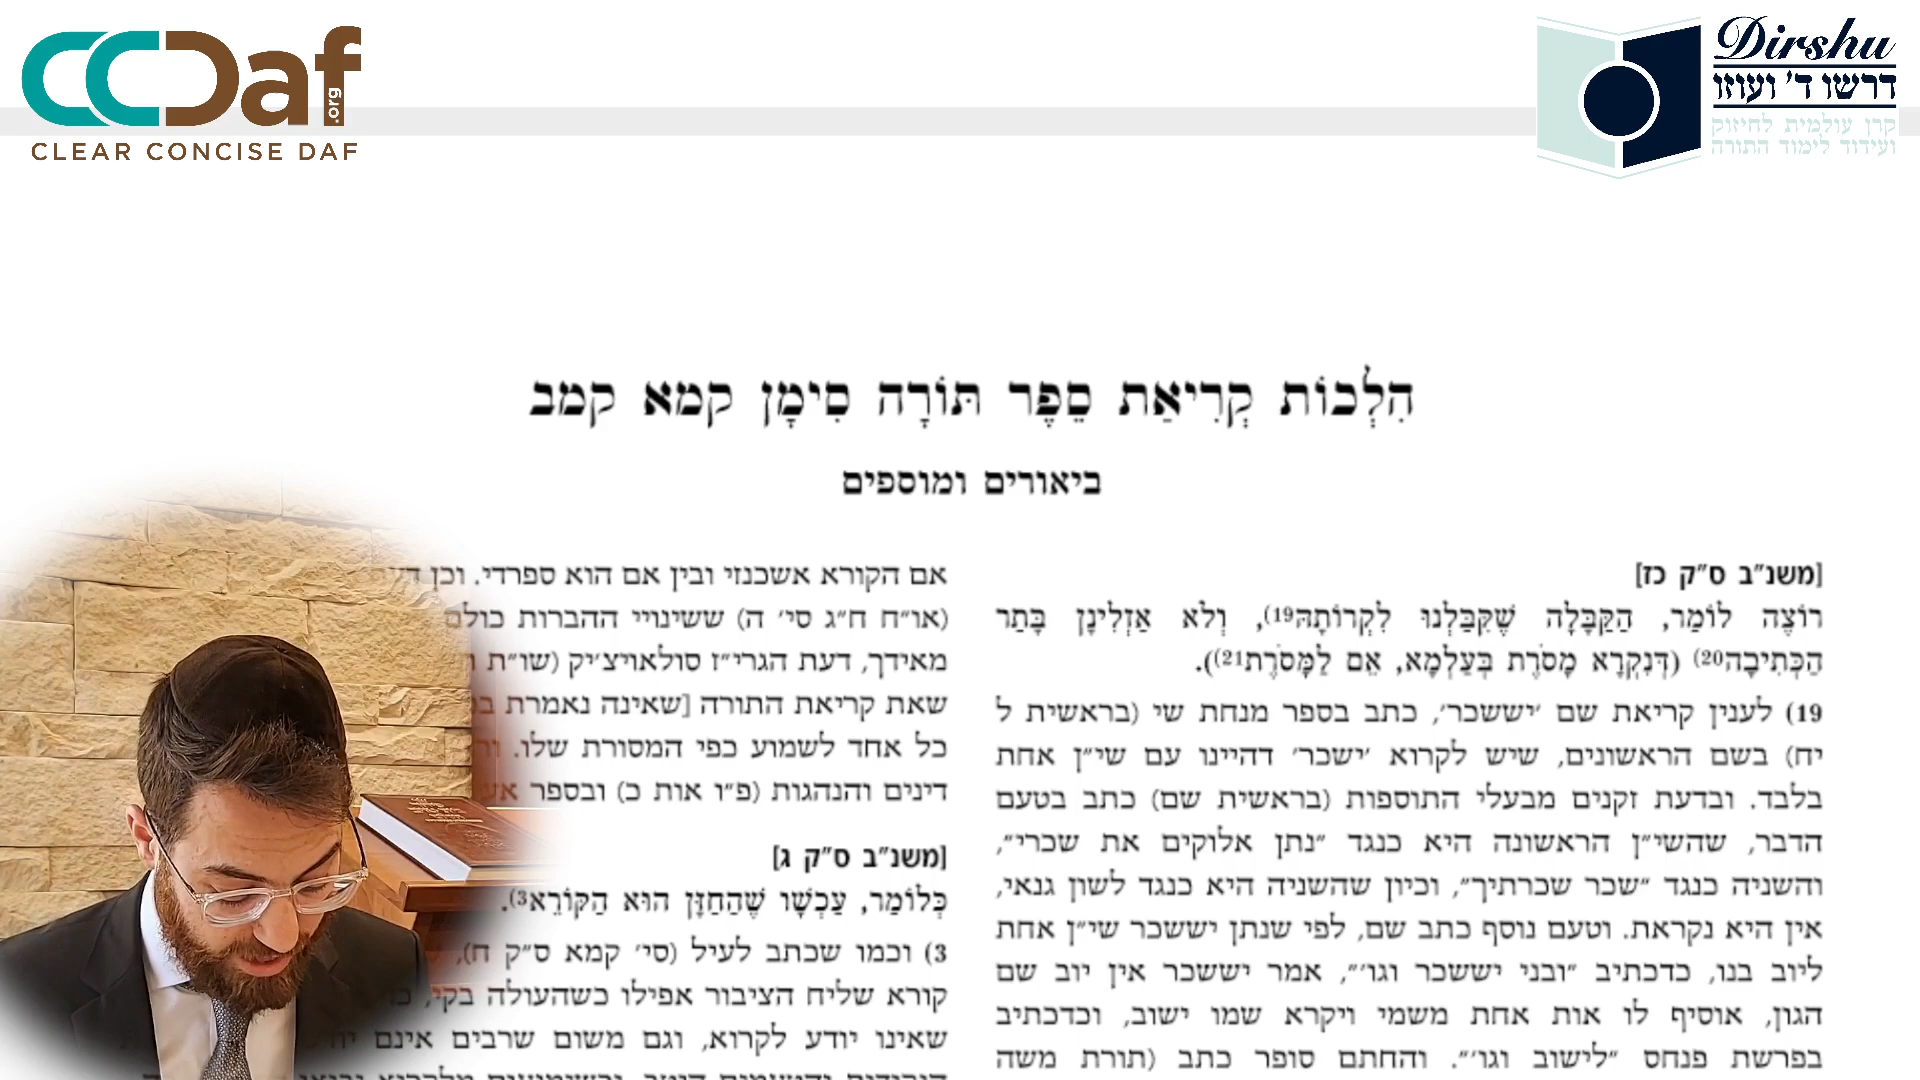 CCDaf.org
CLEAR CONCISE DAF
Dirshu
דרשו ד' ועוזו
קרן עולמית לחיזוק
ועידוד לימוד התורה
הִלְכוֹת קְרִיאַת סֵפֶר תּוֹרָה סִימָן קמא קמב
ביאורים ומוספים
[משנ"ב ס"ק כז]
רוֹצֶה לוֹמַר, הַקַּבָּלָה שֶׁקִּבַּלְנוּ לִקְרוֹתָהּ19), וְלֹא אַזְלִינָן בָּתַר
הַכְּתִיבָה20) (דְּנִקְרָא מָסֹרֶת בְּעַלְמָא, אֵם לַמָּסֹרֶת21)).
19) לענין קריאת שם 'יששכר', כתב בספר מנחת שי (בראשית ל
יח) בשם הראשונים, שיש לקרוא 'ישכר' דהיינו עם שי"ן אחת
בלבד. ובדעת זקנים מבעלי התוספות (בראשית שם) כתב בטעם
הדבר, שהשי"ן הראשונה היא כנגד "נתן אלוקים את שכרי",
והשניה כנגד "שכר שכרתיך", וכיון שהשניה היא כנגד לשון גנאי,
אין היא נקראת. וטעם נוסף כתב שם, לפי שנתן יששכר שי"ן אחת
ליוב בנו, כדכתיב "ובני יששכר וגו'", אמר יששכר אין יוב שם
הגון, אוסיף לו אות אחת משמי ויקרא שמו ישוב, וכדכתיב
בפרשת פנחס "לישוב וגו'". והחתם סופר כתב (תורת משה
אם הקורא אשכנזי ובין אם הוא ספרדי. וכן
(או"ח ח"ג סי' ה) ששינויי ההברות כולם
מאידך, דעת הגרי"ז סולאויצ'יק (שו"ת
שאת קריאת התורה [שאינה נאמרת
כל אחד לשמוע כפי המסורת שלו.
דינים והנהגות (פ"ו אות כ) ובספר
[משנ"ב ס"ק ג]
כְּלוֹמַר, עַכְשָׁו שֶׁהַחַזָּן הוּא הַקּוֹרֵא3).
3) וכמו שכתב לעיל (סי' קמא ס"ק ח),
קורא שליח הציבור אפילו כשהעולה בקי,
שאינו יודע לקרוא, וגם משום שרבים אינם